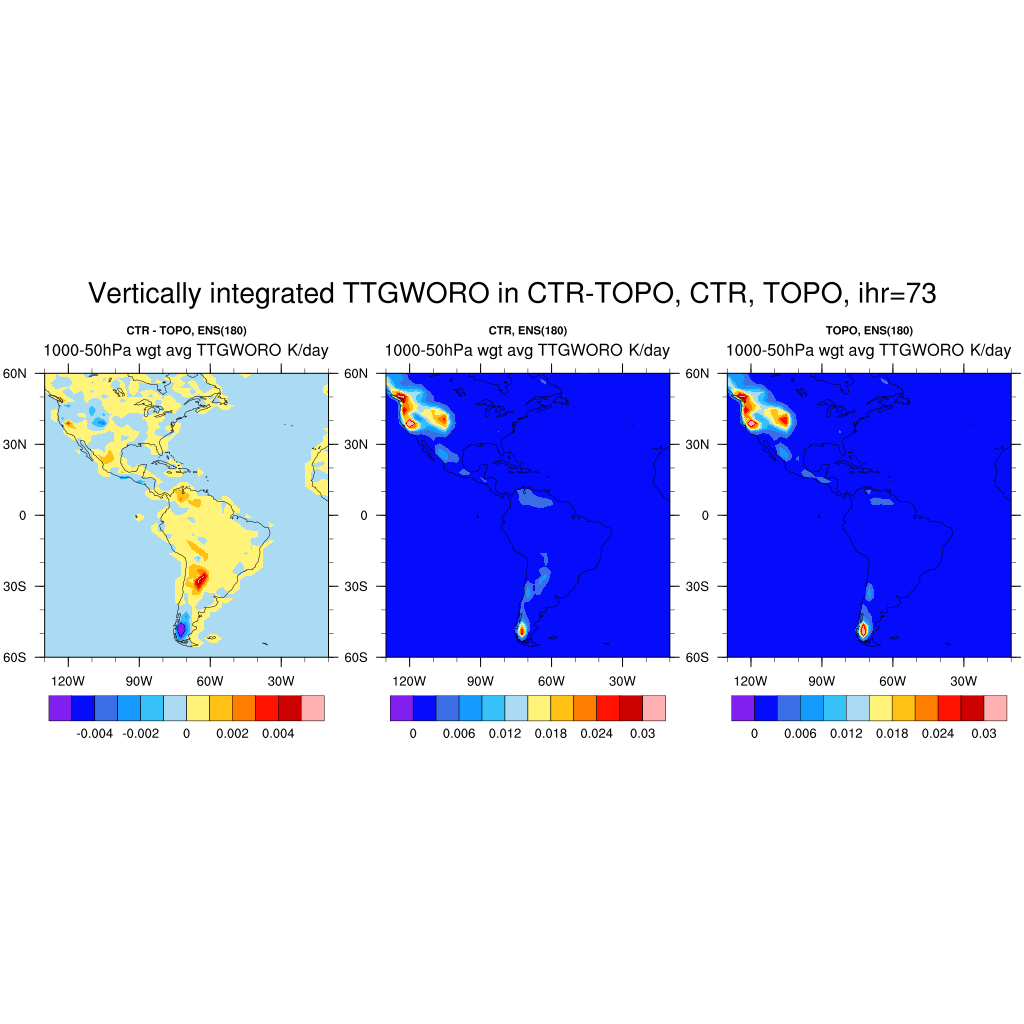 Vertically integrated TTGWORO in CTR-TOPO, CTR, TOPO, ihr=73
CTR - TOPO, ENS(180)
1000-50hPa wgt avg TTGWORO K/day
60N
30N
0
30S
60S
120W 90W 60W 30W
-0.004 -0.002 0 0.002 0.004
CTR, ENS(180)
1000-50hPa wgt avg TTGWORO K/day
60N
30N
0
30S
60S
120W 90W 60W 30W
0 0.006 0.012 0.018 0.024 0.03
TOPO, ENS(180)
1000-50hPa wgt avg TTGWORO K/day
60N
30N
0
30S
60S
120W 90W 60W 30W
0 0.006 0.012 0.018 0.024 0.03